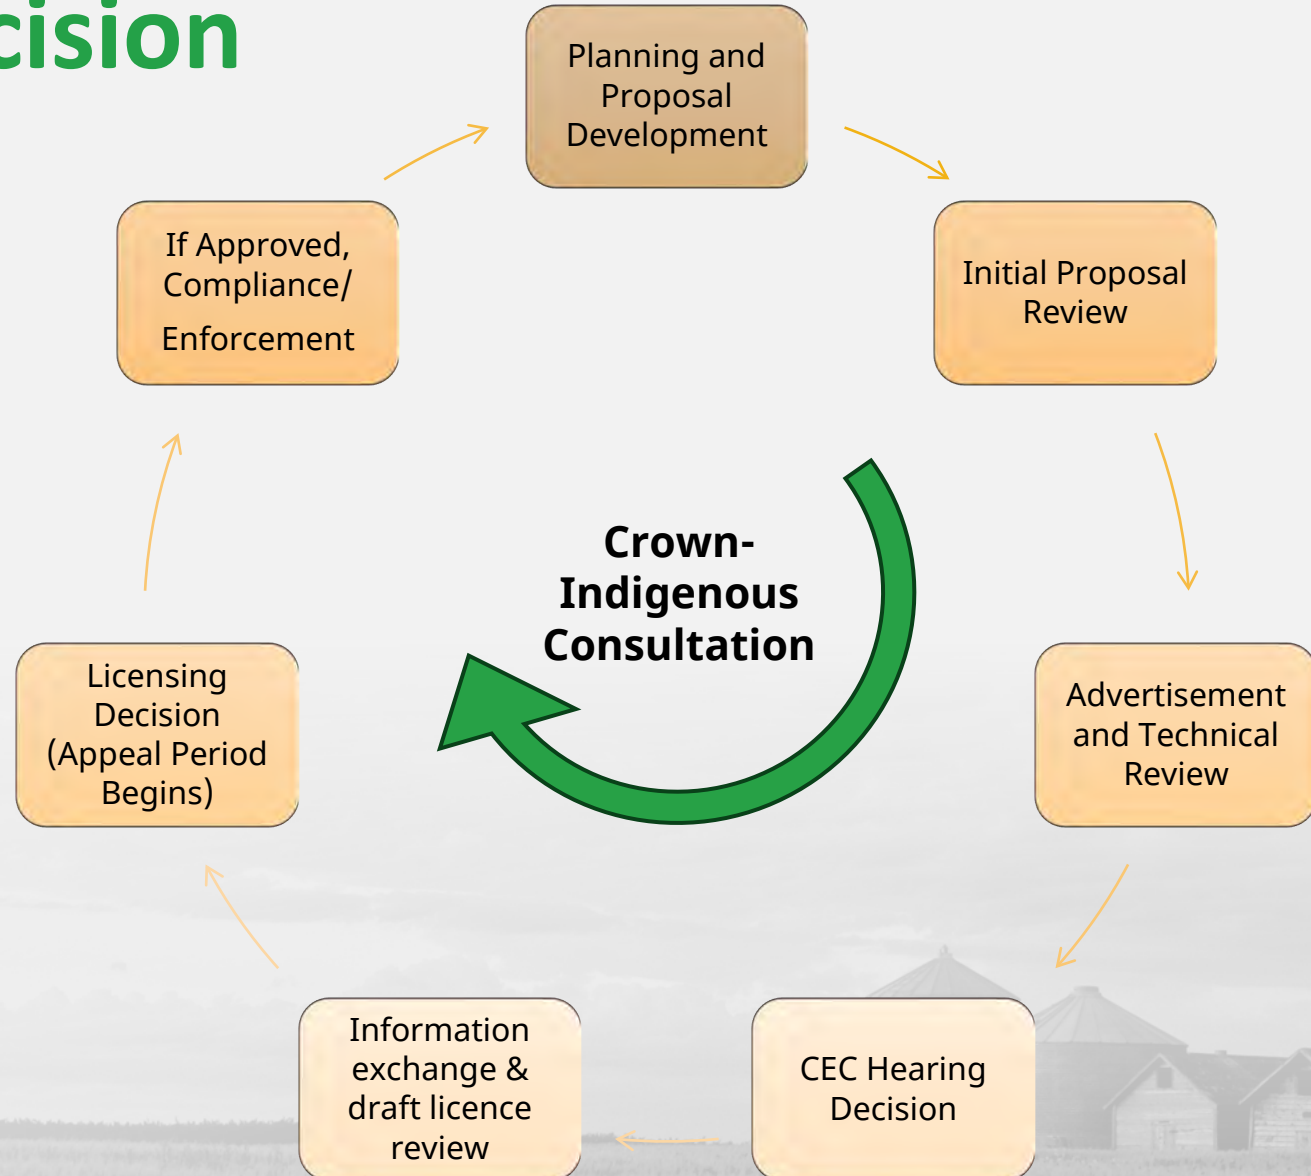 cision
Planning and
Proposal
Development
If Approved,
Compliance/
Enforcement
Initial Proposal
Review
Crown-
Indigenous
Consultation
Licensing
Decision
(Appeal Period
Begins)
Advertisement
and Technical
Review
Information
exchange &
draft licence
review
CEC Hearing
Decision